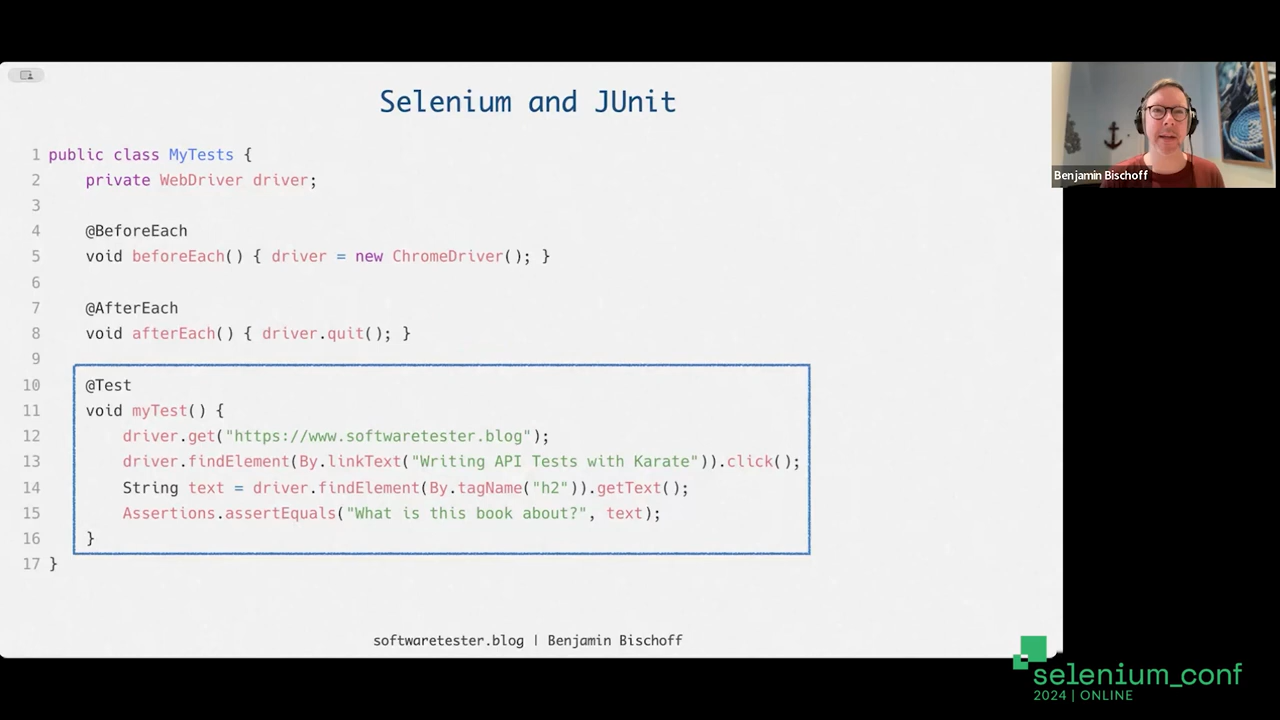 Selenium and JUnit
1 public class MyTests {
2     private WebDriver driver;
3
4     @BeforeEach
5     void beforeEach() { driver = new ChromeDriver(); }
6
7     @AfterEach
8     void afterEach() { driver.quit(); }
9
10     @Test
11     void myTest() {
12         driver.get("https://www.softwaretester.blog");
13         driver.findElement(By.linkText("Writing API Tests with Karate")).click();
14         String text = driver.findElement(By.tagName("h2")).getText();
15         Assertions.assertEquals("What is this book about?", text);
16     }
17 }
softwaretester.blog | Benjamin Bischoff
Benjamin Bischoff
selenium_conf
2024 | ONLINE